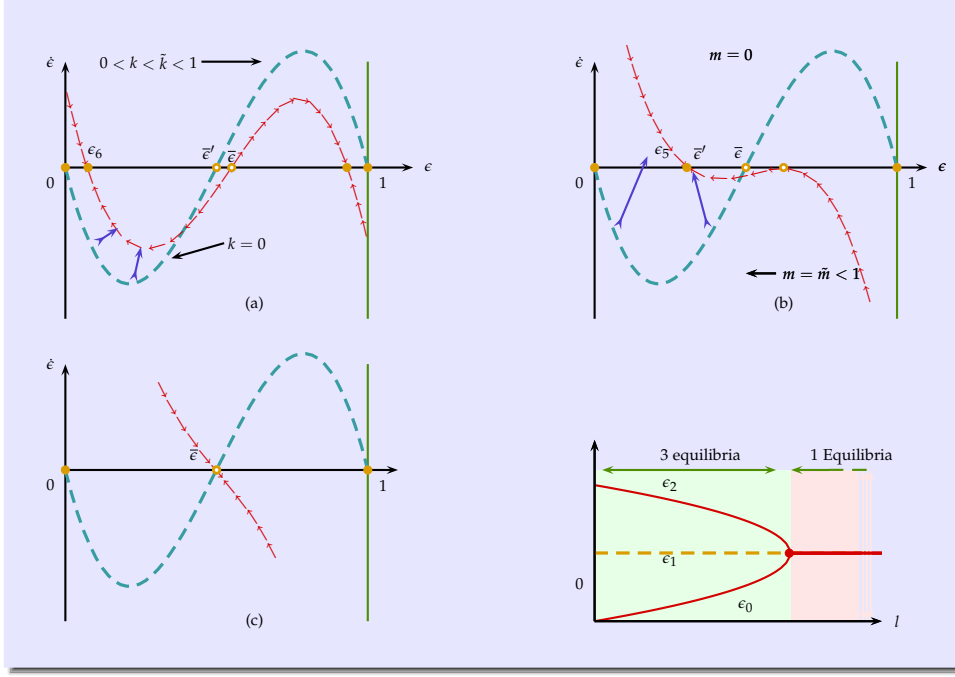 ϵ̇
0 < k < k̃ < 1
ϵ₆
ϵ̅′
ϵ̅
ϵ
0
1
k = 0
(a)
ϵ̇
m = 0
ϵ₅
ϵ̅′
ϵ̅
ϵ
0
1
m = m̃ < 1
(b)
ϵ̇
ϵ̅
0
1
(c)
3 equilibria
1 Equilibria
ϵ₂
ϵ₁
0
ϵ₀
l